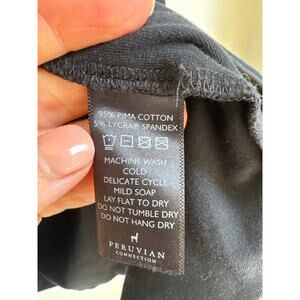 95% PIMA COTTON
5% LYCRA® SPANDEX
MACHINE WASH
COLD
DELICATE CYCLE
MILD SOAP
LAY FLAT TO DRY
DO NOT TUMBLE DRY
DO NOT HANG DRY
PERUVIAN
CONNECTION